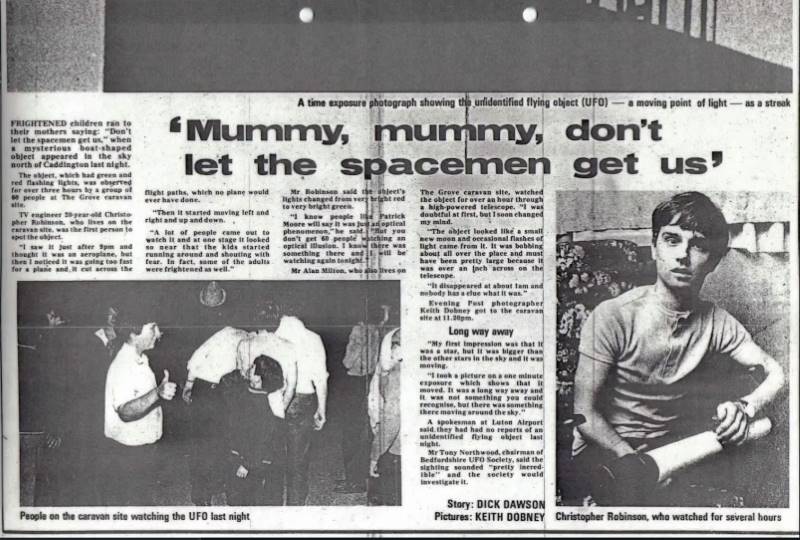 A time exposure photograph showing the unidentified flying object (UFO) — a moving point of light — as a streak
'Mummy, mummy, don't
let the spacemen get us'
FRIGHTENED children ran to
their mothers saying: "Don't
let the spacemen get us," when
a mysterious boat-shaped
object appeared in the sky
north of Caddington last night.
The object, which had green and
red flashing lights, was observed
for over three hours by a group of
60 people at The Grove caravan
site.
TV engineer 20-year-old Christo-
pher Robinson, who lives on the
caravan site, was the first person to
spot the object.
"I saw it just after 9pm and
thought it was an aeroplane, but
then I noticed it was going too fast
for a plane and it cut across the
flight paths, which no plane would
ever have done.
"Then it started moving left and
right and up and down.
"A lot of people came out to
watch it and at one stage it looked
so near that the kids started
running around and shouting with
fear. In fact, some of the adults
were frightened as well."
Mr Robinson said the object's
lights changed from very bright red
to very bright green.
"I know people like Patrick
Moore will say it was just an optical
phenomenon," he said. "But you
don't get 60 people watching an
optical illusion. I know there was
something there and I will be
watching again tonight."
Mr Alan Milton, who also lives on
The Grove caravan site, watched
the object for over an hour through
a high-powered telescope. "I was
doubtful at first, but I soon changed
my mind.
"The object looked like a small
new moon and occasional flashes of
light came from it. It was bobbing
about all over the place and must
have been pretty large because it
was over an inch across on the
telescope.
"It disappeared at about 1am and
nobody has a clue what it was."
Evening Post photographer
Keith Dobney got to the caravan
site at 11.20pm.
Long way away
"My first impression was that it
was a star, but it was bigger than
the other stars in the sky and it was
moving.
"I took a picture on a one minute
exposure which shows that it
moved. It was a long way away and
it was not something you could
recognise, but there was something
there moving around the sky."
A spokesman at Luton Airport
said they had had no reports of an
unidentified flying object last
night.
Mr Tony Northwood, chairman of
Bedfordshire UFO Society, said the
sighting sounded "pretty incred-
ible" and the society would
investigate it.
Story: DICK DAWSON
Pictures: KEITH DOBNEY
People on the caravan site watching the UFO last night
Christopher Robinson, who watched for several hours